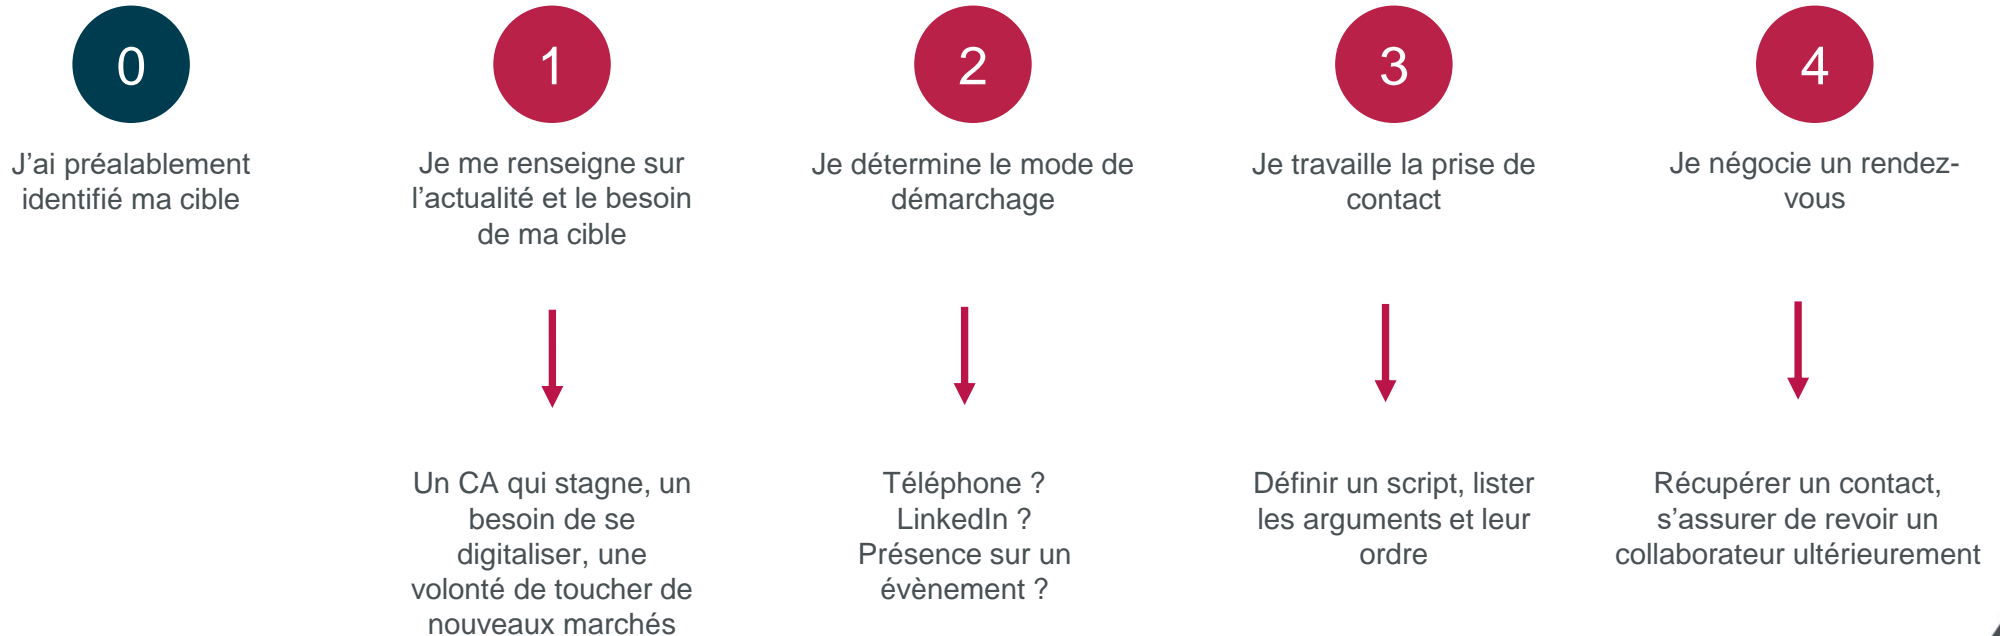 0
J’ai préalablement
identifié ma cible
1
Je me renseigne sur
l’actualité et le besoin
de ma cible
Un CA qui stagne, un
besoin de se
digitaliser, une
volonté de toucher de
nouveaux marchés
2
Je détermine le mode de
démarchage
Téléphone ?
LinkedIn ?
Présence sur un
évènement ?
3
Je travaille la prise de
contact
Définir un script, lister
les arguments et leur
ordre
4
Je négocie un rendez-
vous
Récupérer un contact,
s’assurer de revoir un
collaborateur ultérieurement